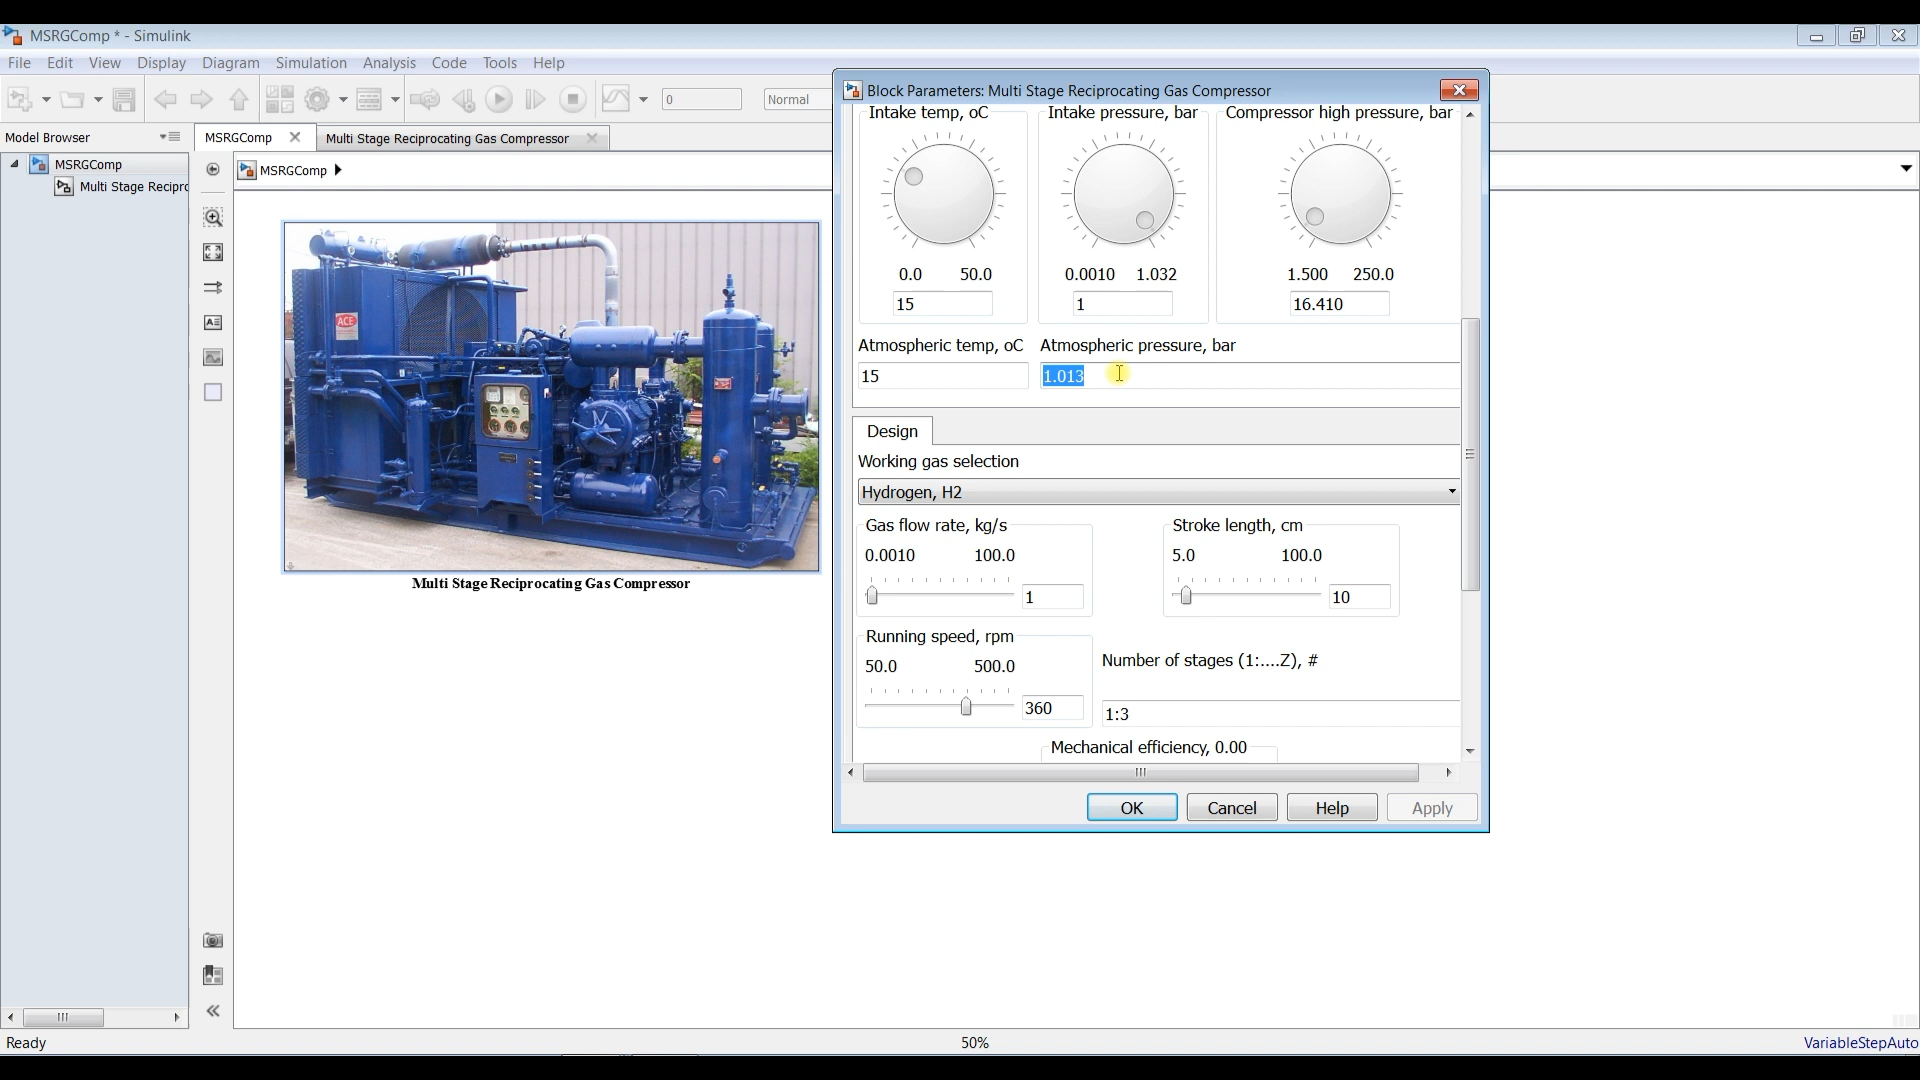 MSRGComp * - Simulink
File Edit View Display Diagram Simulation Analysis Code Tools Help
0
Normal
Model Browser
MSRGComp
Multi Stage Reciprocating Gas Compressor
MSRGComp
Multi Stage Recipro
MSRGComp
ACE
Multi Stage Reciprocating Gas Compressor
Block Parameters: Multi Stage Reciprocating Gas Compressor
Intake temp, oC Intake pressure, bar Compressor high pressure, bar
0.0 50.0 0.0010 1.032 1.500 250.0
15 1 16.410
Atmospheric temp, oC Atmospheric pressure, bar
15 1.013
Design
Working gas selection
Hydrogen, H2
Gas flow rate, kg/s Stroke length, cm
0.0010 100.0 5.0 100.0
1 10
Running speed, rpm
50.0 500.0 Number of stages (1:....Z), #
360 1:3
Mechanical efficiency, 0.00
OK Cancel Help Apply
Ready 50% VariableStepAuto